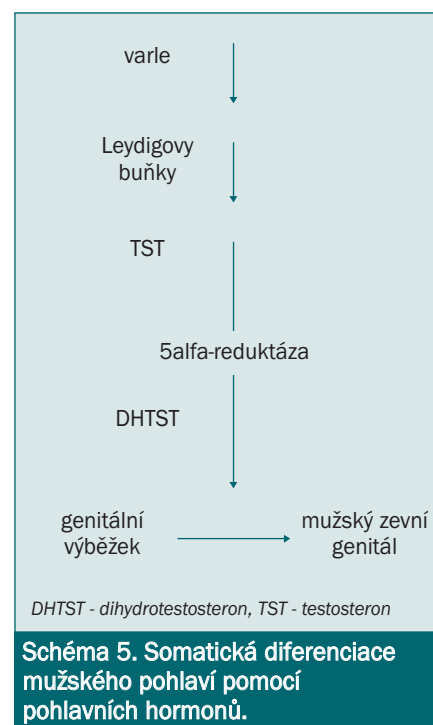 varle
Leydigovy
buňky
TST
5alfa-reduktáza
DHTST
genitální
výběžek
mužský zevní
genitál
DHTST - dihydrotestosteron, TST - testosteron
Schéma 5. Somatická diferenciace
mužského pohlaví pomocí
pohlavních hormonů.